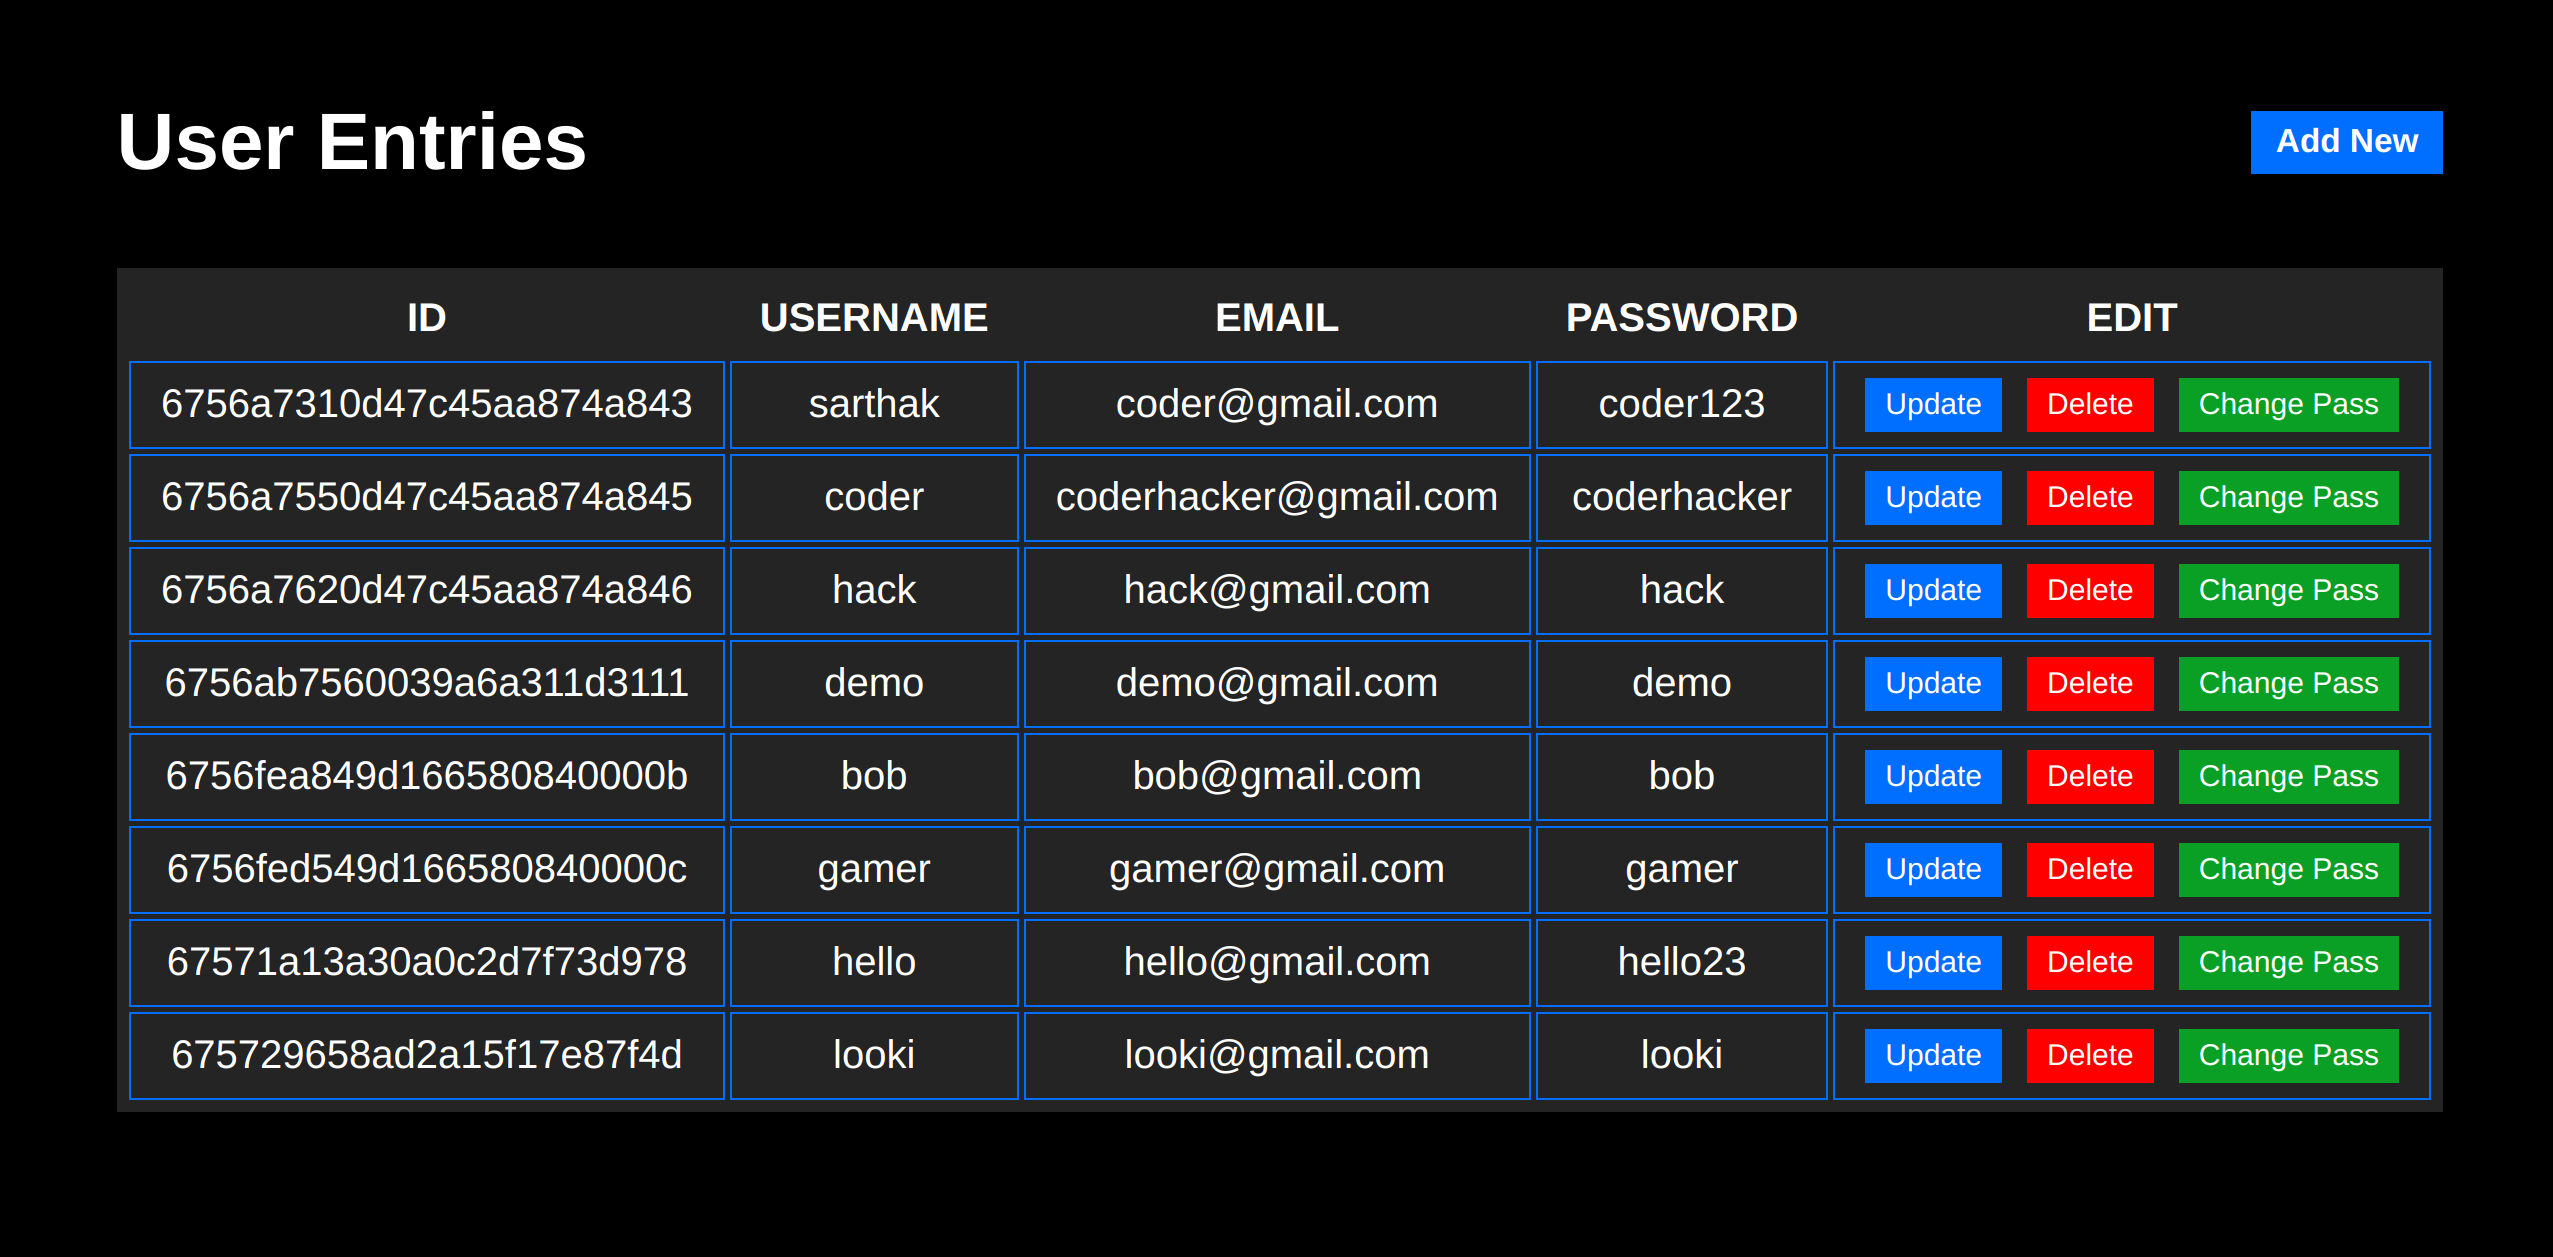 User Entries
Add New
ID USERNAME EMAIL PASSWORD EDIT
6756a7310d47c45aa874a843 sarthak coder@gmail.com coder123 Update Delete Change Pass
6756a7550d47c45aa874a845 coder coderhacker@gmail.com coderhacker Update Delete Change Pass
6756a7620d47c45aa874a846 hack hack@gmail.com hack Update Delete Change Pass
6756ab7560039a6a311d3111 demo demo@gmail.com demo Update Delete Change Pass
6756fea849d166580840000b bob bob@gmail.com bob Update Delete Change Pass
6756fed549d166580840000c gamer gamer@gmail.com gamer Update Delete Change Pass
67571a13a30a0c2d7f73d978 hello hello@gmail.com hello23 Update Delete Change Pass
675729658ad2a15f17e87f4d looki looki@gmail.com looki Update Delete Change Pass